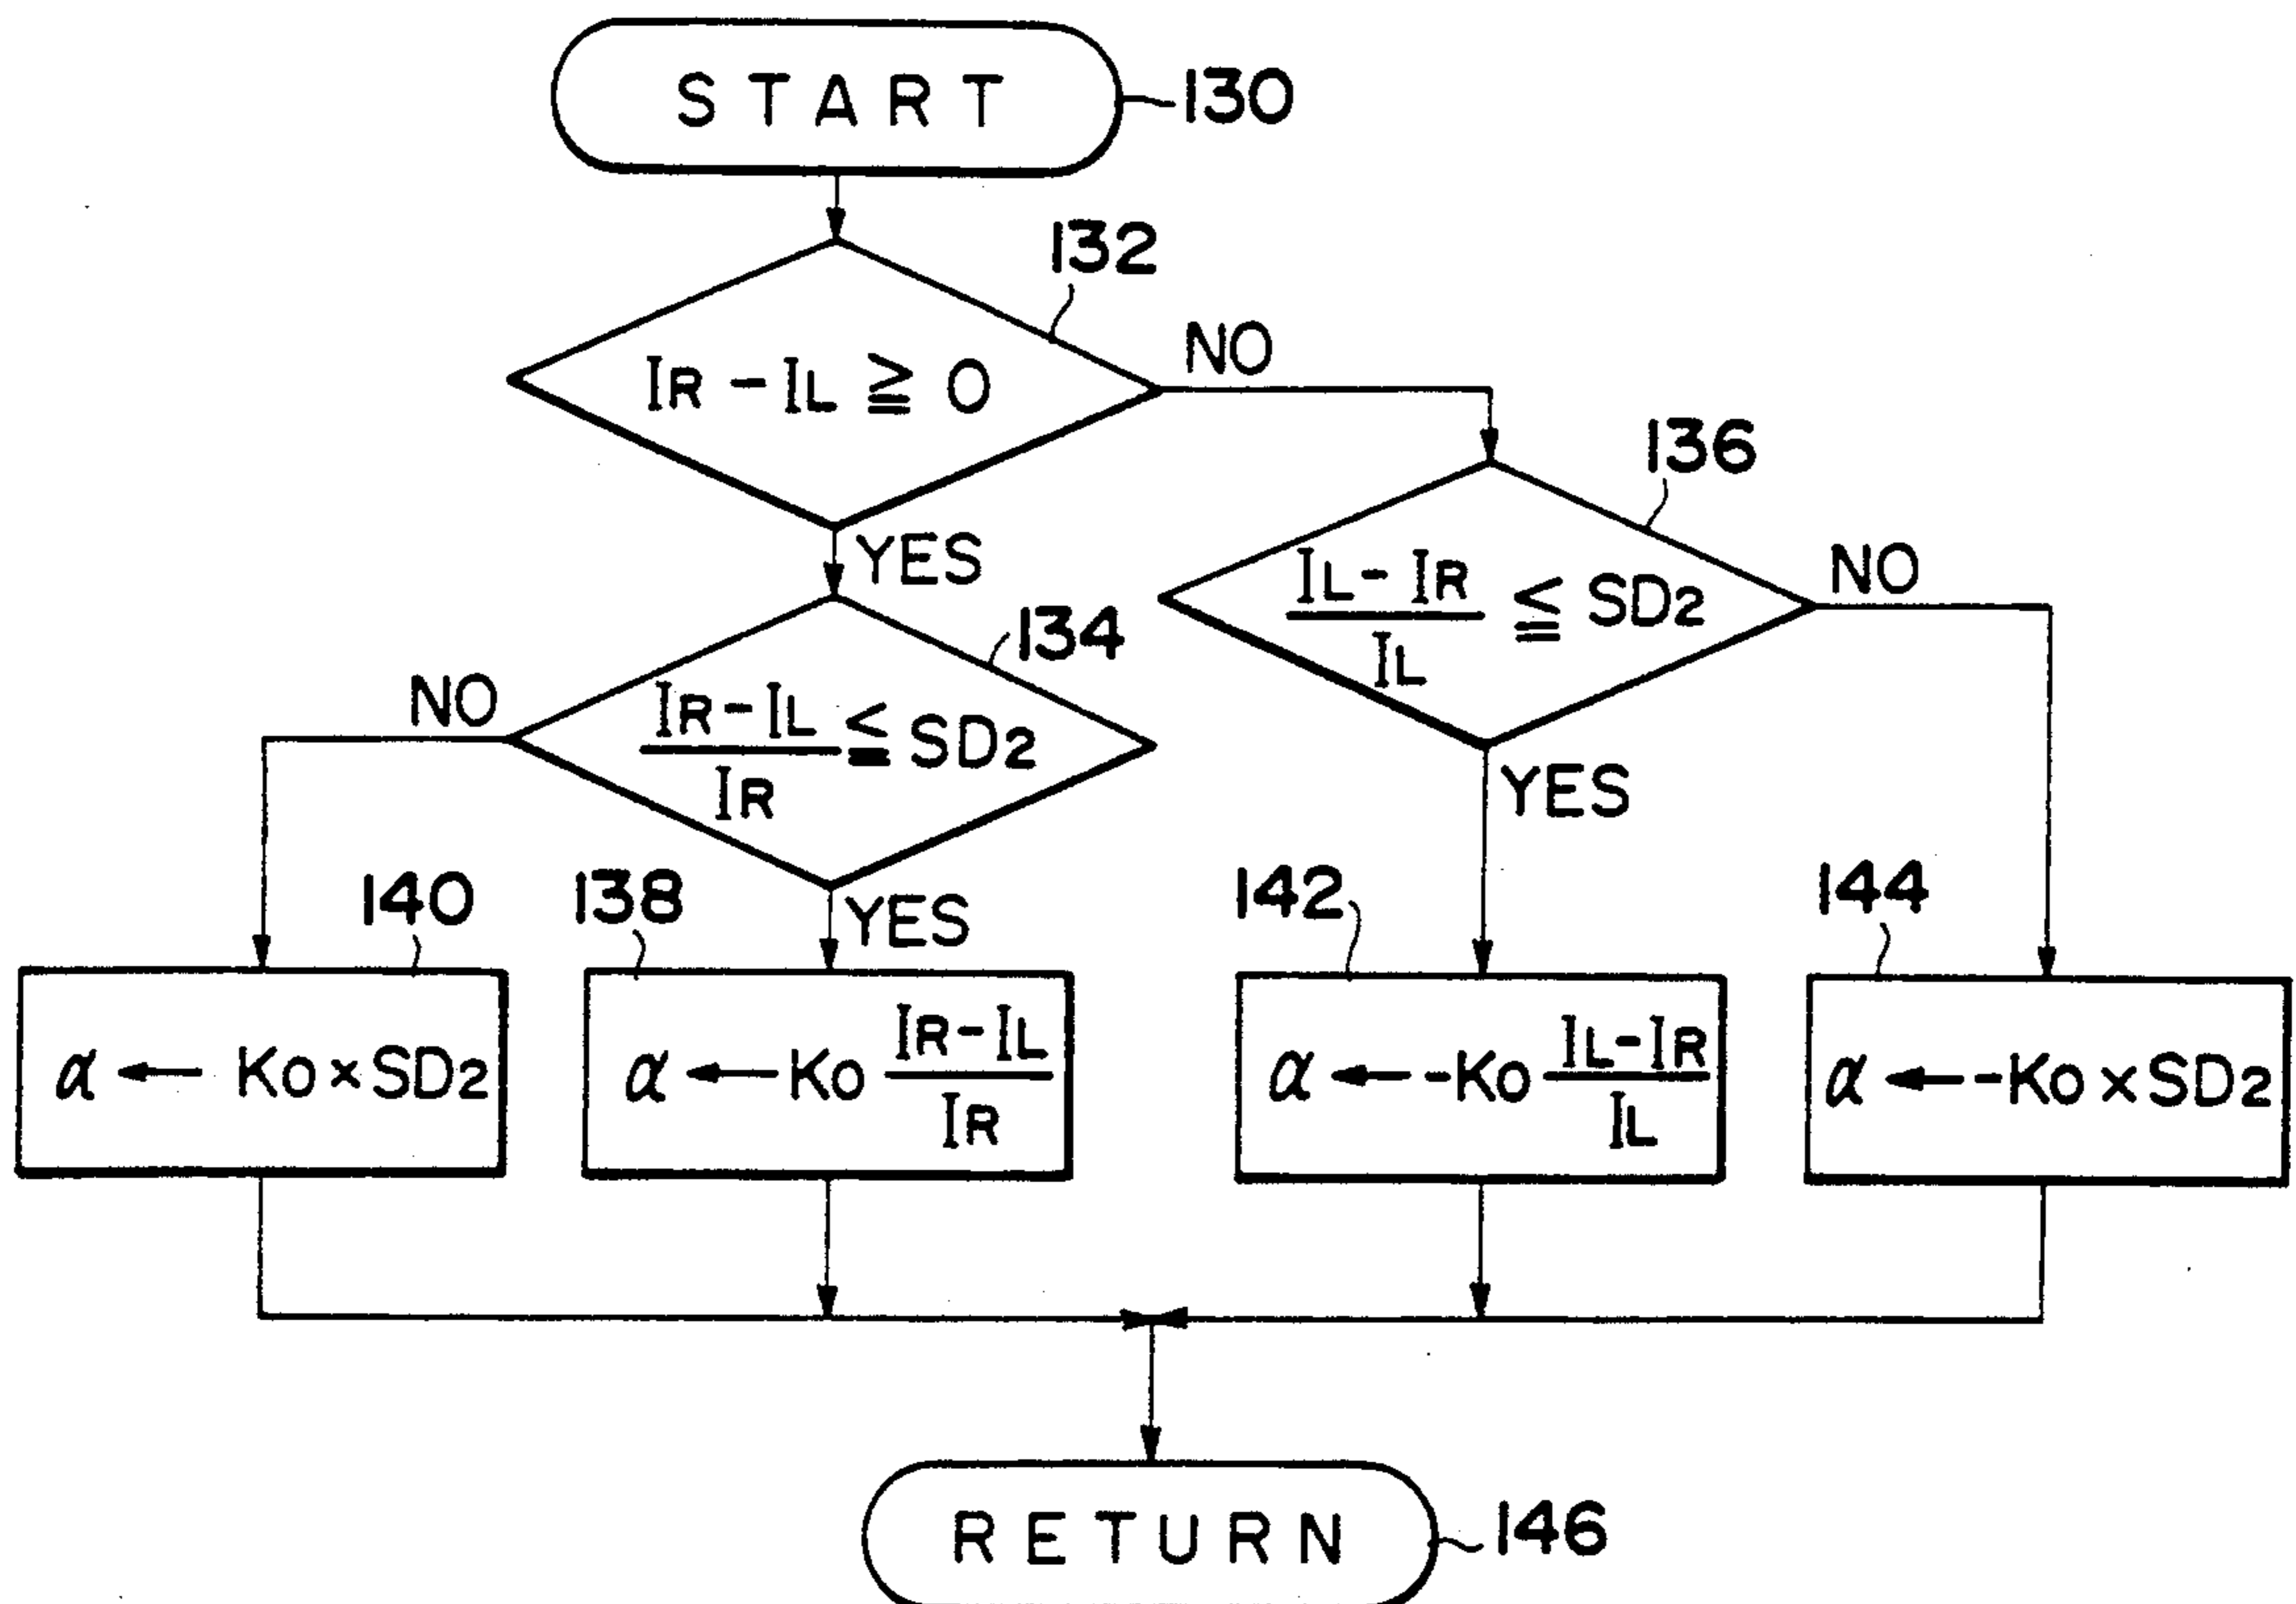 START
130
132
IR - IL ≧ 0
NO
YES
136
IL - IR
IL
≦ SD2
NO
YES
134
IR - IL
IR
≦ SD2
NO
YES
140
α ← Ko × SD2
138
α ← Ko
IR - IL
IR
142
α ← -Ko
IL - IR
IL
144
α ← -Ko × SD2
RETURN
146